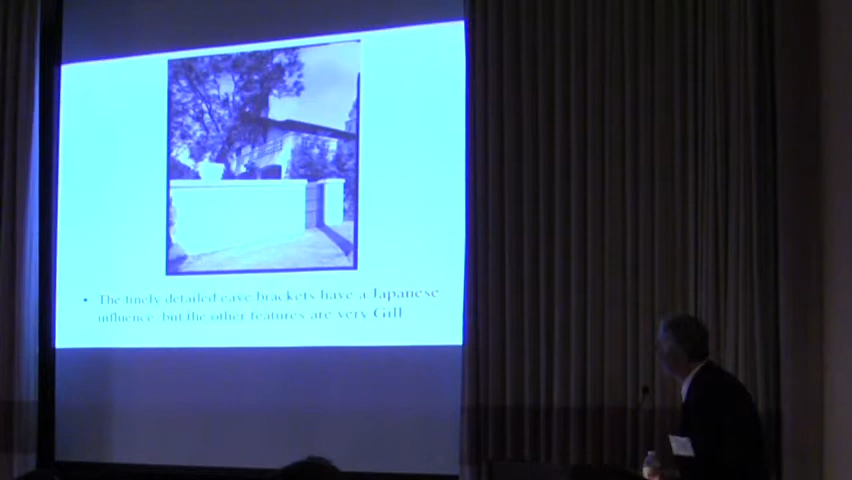 • The finely detailed eave brackets have a Japanese
influence, but the other features are very Gill